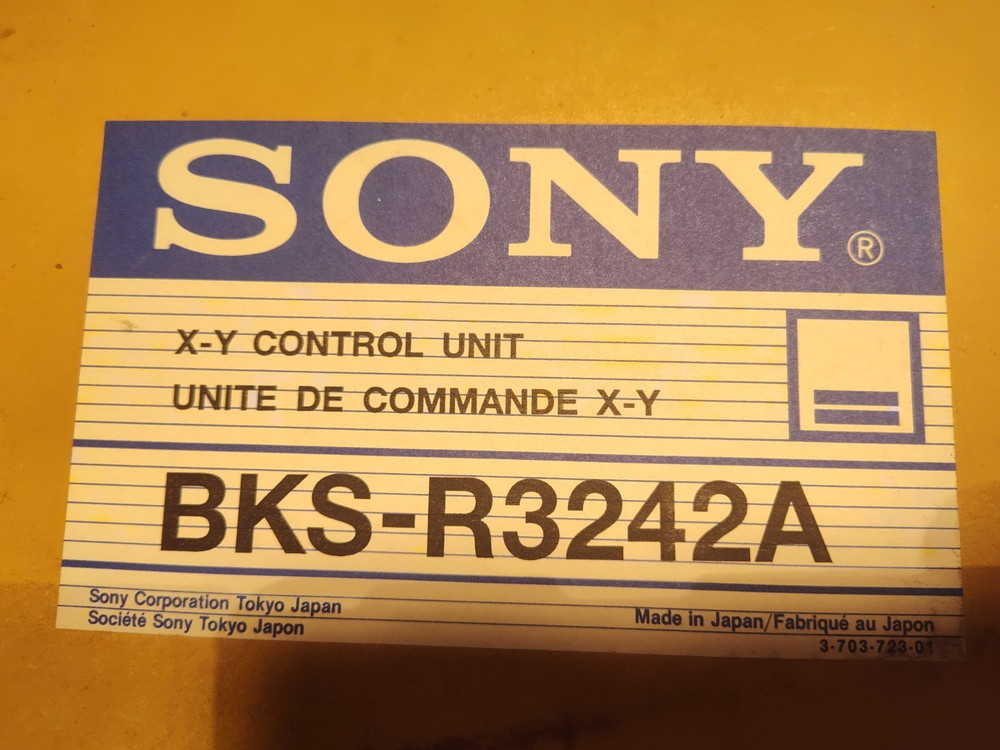 SONY®
X-Y CONTROL UNIT
UNITE DE COMMANDE X-Y
BKS-R3242A
Sony Corporation Tokyo Japan
Société Sony Tokyo Japon
Made in Japan/Fabriqué au Japon
3-703-723-01